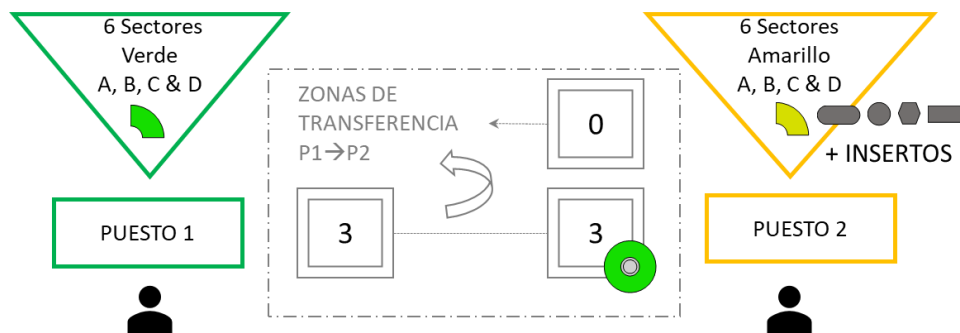 6 Sectores
Verde
A, B, C & D
PUESTO 1
ZONAS DE
TRANSFERENCIA
P1→P2
0
3
3
6 Sectores
Amarillo
A, B, C & D
+ INSERTOS
PUESTO 2